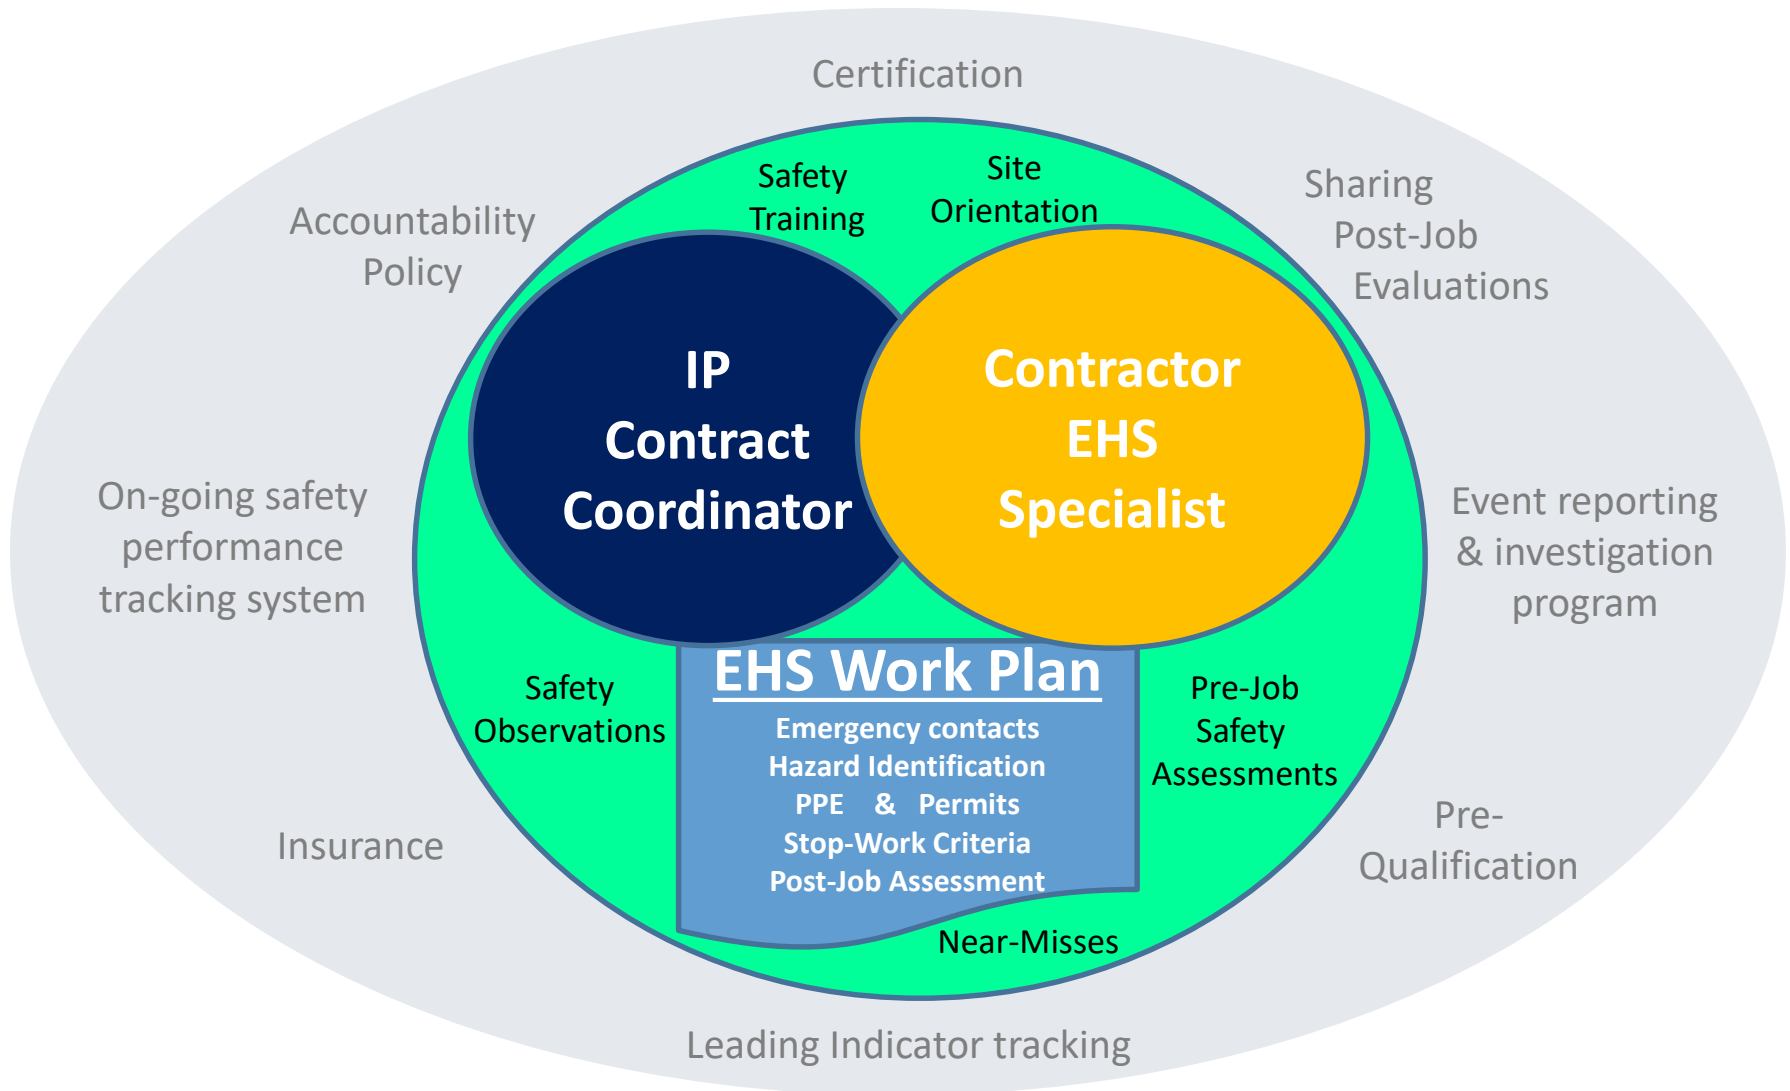 Certification
Accountability
Policy
Sharing
Post-Job
Evaluations
Safety
Training
Site
Orientation
IP
Contract
Coordinator
Contractor
EHS
Specialist
On-going safety
performance
tracking system
Event reporting
& investigation
program
Safety
Observations
EHS Work Plan
Emergency contacts
Hazard Identification
PPE & Permits
Stop-Work Criteria
Post-Job Assessment
Pre-Job
Safety
Assessments
Insurance
Pre-
Qualification
Near-Misses
Leading Indicator tracking